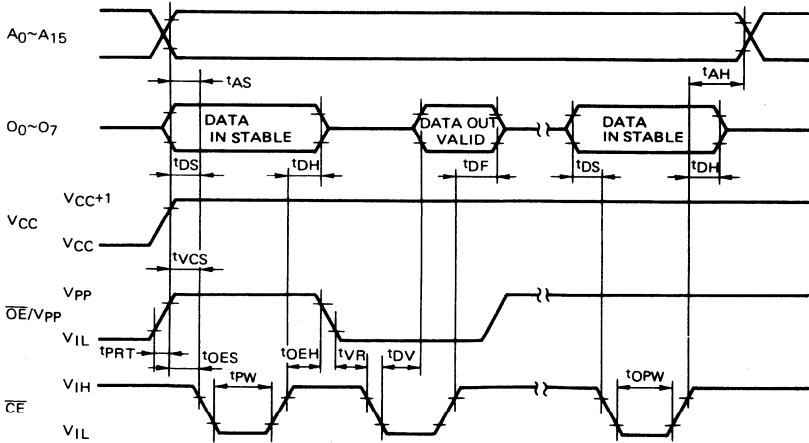 A0~A15
tAS
tAH
O0~O7
DATA
IN STABLE
DATA OUT
VALID
DATA
IN STABLE
tDS
tDH
tDF
tDS
tDH
VCC+1
VCC
VCC
tVCS
VPP
OE/VPP
VIL
tPRT
tOES
tOEH
tVR
tDV
tPW
tOPW
VIH
CE
VIL